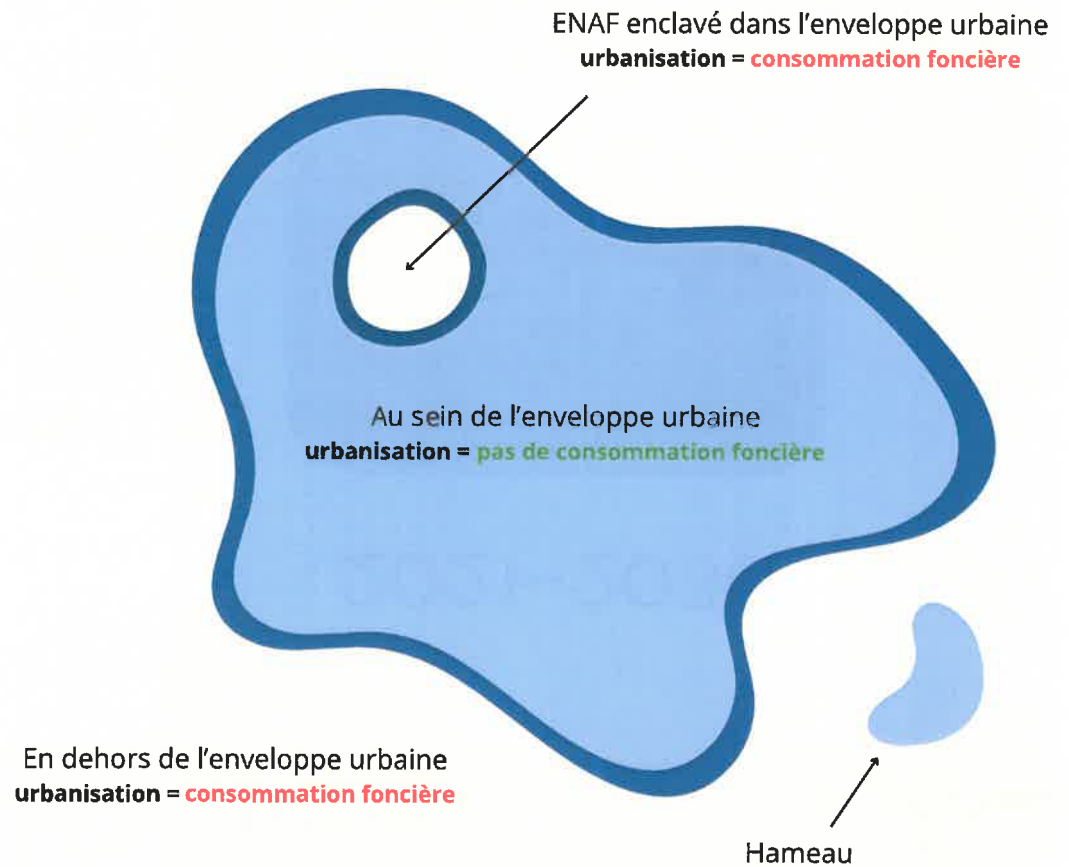 ENAF enclavé dans l'enveloppe urbaine
urbanisation = consommation foncière
Au sein de l'enveloppe urbaine
urbanisation = pas de consommation foncière
En dehors de l'enveloppe urbaine
urbanisation = consommation foncière
Hameau